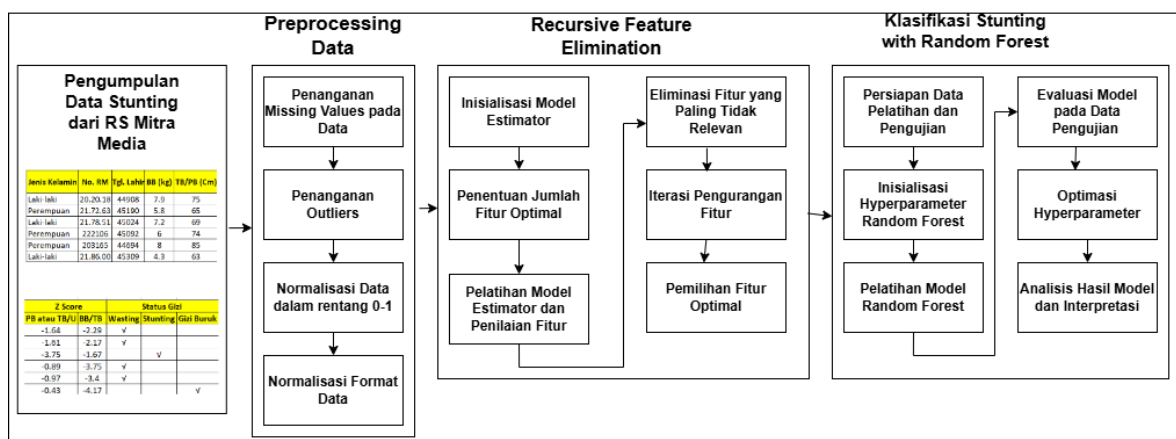 Pengumpulan
Data Stunting
dari RS Mitra
Media
Jenis Kelamin No. RM Tgl. Lahir BB (kg) TB/PB (Cm)
Laki-laki 20.20.18 44908 7.9 75
Perempuan 21.72.63 45190 5.8 65
Laki-laki 21.78.51 45024 7.2 69
Perempuan 222106 45092 6 74
Perempuan 203165 44694 8 85
Laki-laki 21.86.00 45309 4.3 63
Z Score Status Gizi
PB atau TB/U BB/TB Wasting Stunting Gizi Buruk
-1.64 -2.29 √
-1.61 -2.17 √
-3.75 -1.67 √
-0.89 -3.75 √
-0.97 -3.4 √
-0.43 -4.17 √
Preprocessing
Data
Penanganan
Missing Values pada
Data
Penanganan
Outliers
Normalisasi Data
dalam rentang 0-1
Normalisasi Format
Data
Recursive Feature
Elimination
Inisialisasi Model
Estimator
Penentuan Jumlah
Fitur Optimal
Pelatihan Model
Estimator dan Penilaian
Fitur
Eliminasi Fitur yang
Paling Tidak
Relevan
Iterasi Pengurangan
Fitur
Pemilihan Fitur
Optimal
Klasifikasi Stunting
with Random Forest
Persiapan Data
Pelatihan dan
Pengujian
Inisialisasi
Hyperparameter
Random Forest
Pelatihan Model
Random Forest
Evaluasi Model
pada Data
Pengujian
Optimasi
Hyperparameter
Analisis Hasil Model
dan Interpretasi